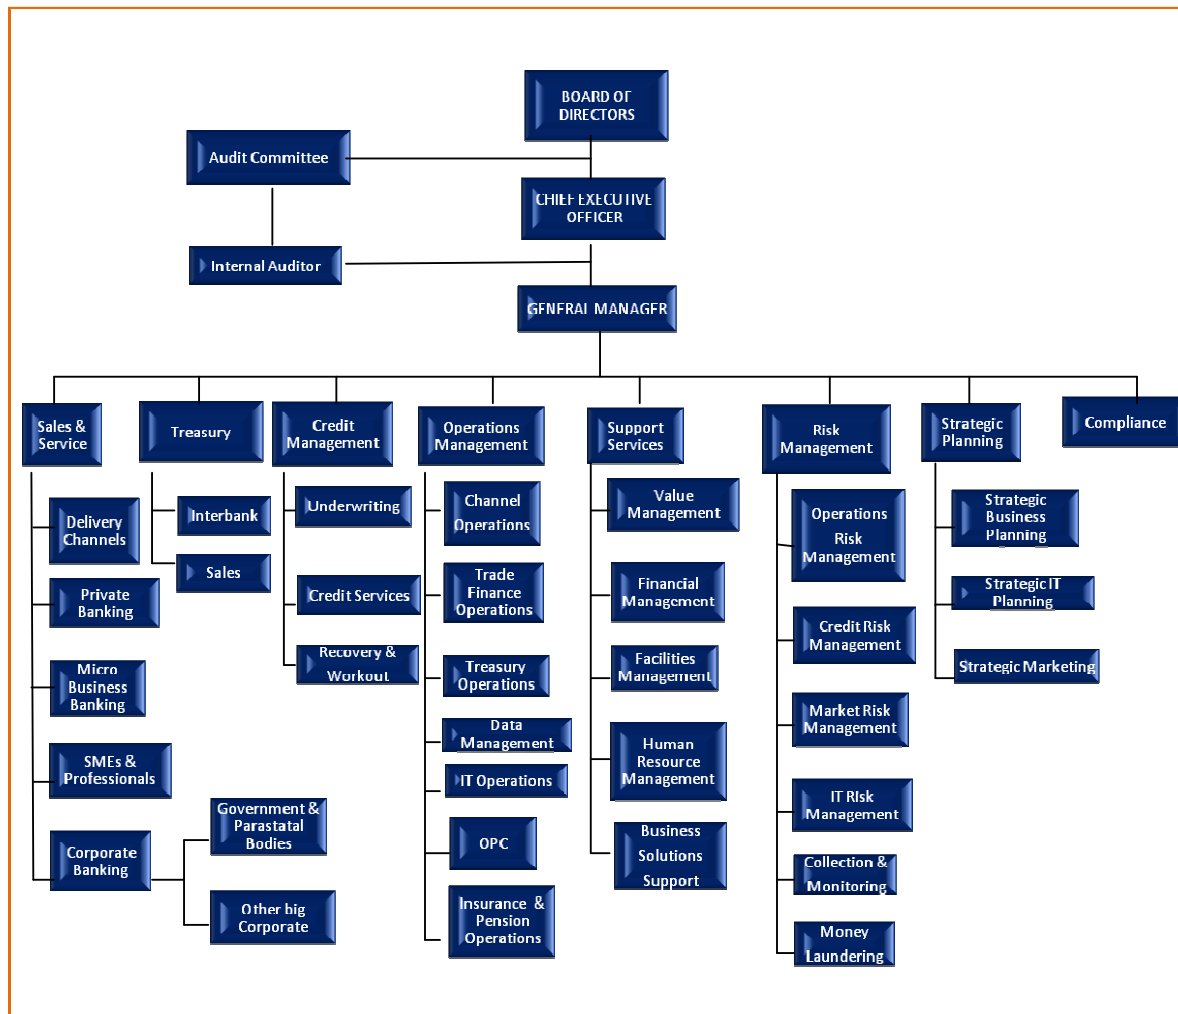 BOARD OF
DIRECTORS
Audit Committee
CHIEF EXECUTIVE
OFFICER
Internal Auditor
GENERAL MANAGER
Sales &
Service
Treasury
Credit
Management
Operations
Management
Support
Services
Risk
Management
Strategic
Planning
Compliance
Delivery
Channels
Private
Banking
Micro
Business
Banking
SMEs &
Professionals
Corporate
Banking
Government &
Parastatal
Bodies
Other big
Corporate
Interbank
Sales
Underwriting
Credit Services
Recovery &
Workout
Channel
Operations
Trade
Finance
Operations
Treasury
Operations
Data
Management
IT Operations
OPC
Insurance &
Pension
Operations
Value
Management
Financial
Management
Facilities
Management
Human
Resource
Management
Business
Solutions
Support
Operations
Risk
Management
Credit Risk
Management
Market Risk
Management
IT Risk
Management
Collection &
Monitoring
Money
Laundering
Strategic
Business
Planning
Strategic IT
Planning
Strategic Marketing